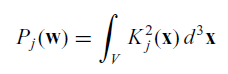 P_j(𝐰) = ∫_V K_j^2(𝐱) d^3𝐱